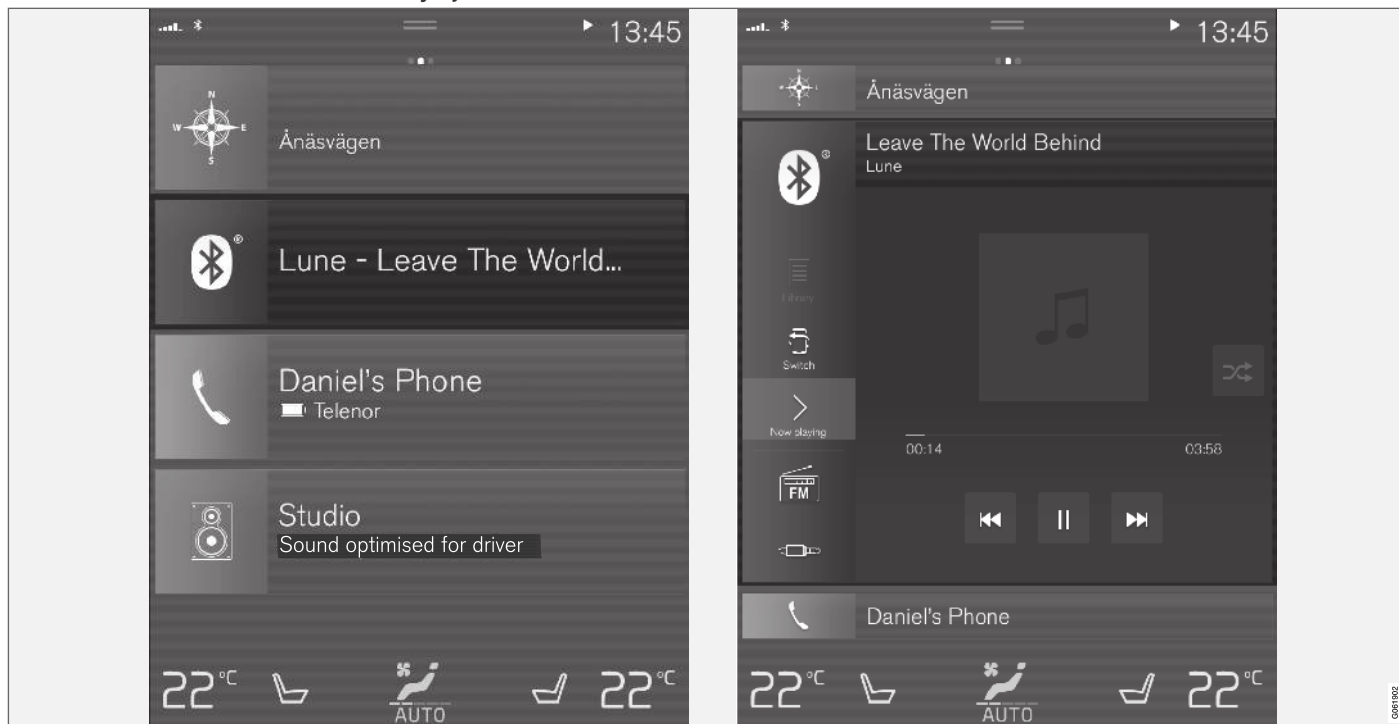 13:45
N
W E
S
Ånäsvägen
Lune - Leave The World...
Daniel's Phone
Telenor
Studio
Sound optimised for driver
22°C AUTO 22°C
13:45
Ånäsvägen
Leave The World Behind
Lune
Library
Switch
Now playing
00:14 03:58
FM
Daniel's Phone
22°C AUTO 22°C
G061902